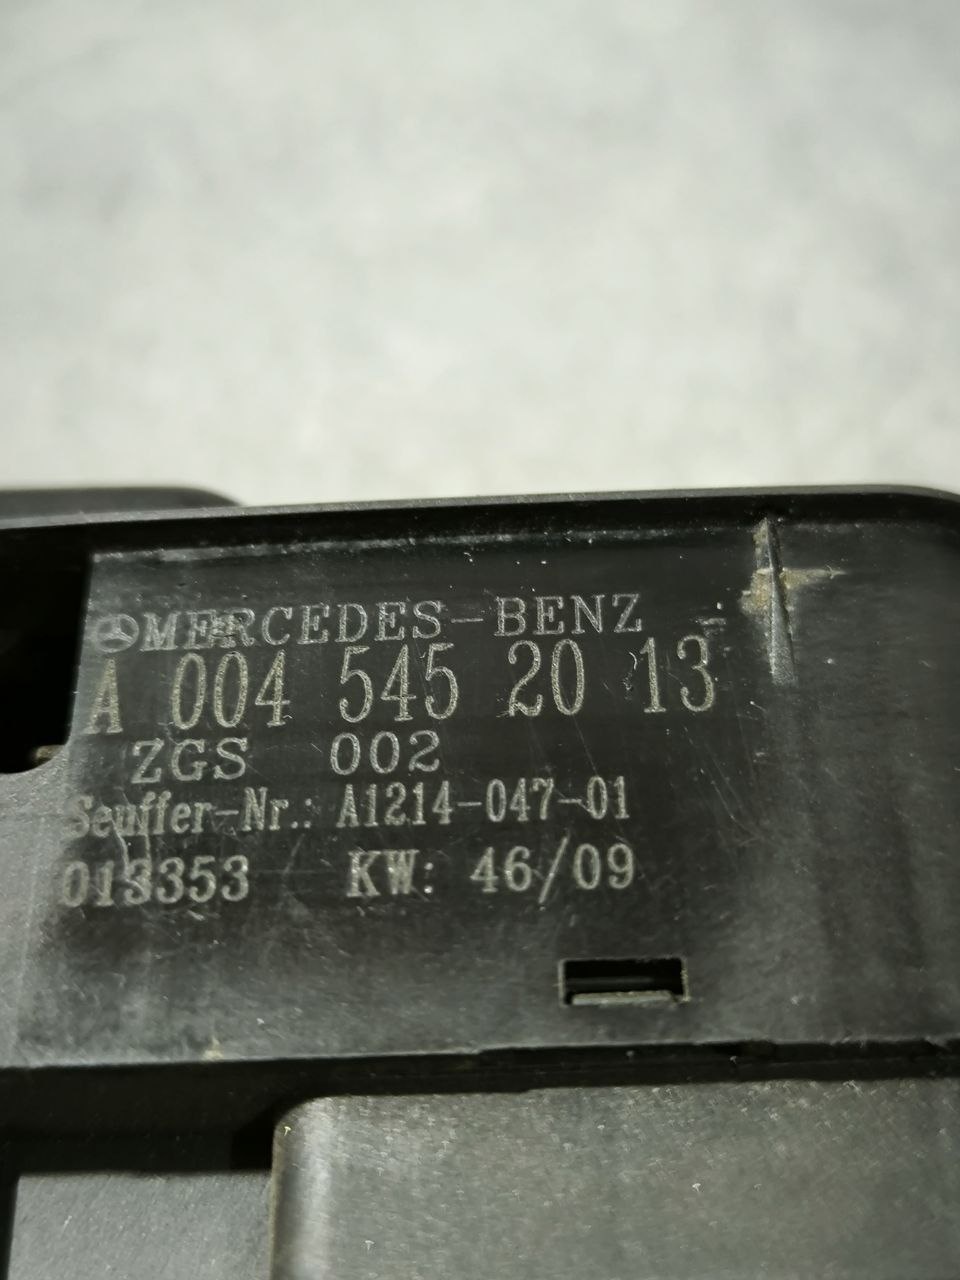 MERCEDES-BENZ
A 004 545 20 13
ZGS 002
Seuffer-Nr.: A1214-047-01
013353 KW: 46/09